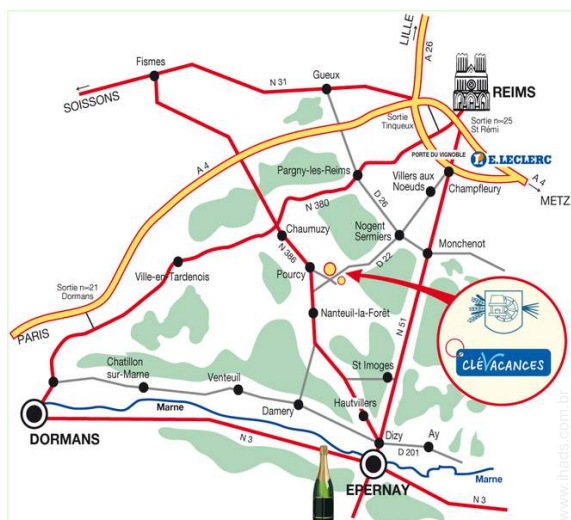 LILLE
A 26
Fismes
Gueux
N 31
SOISSONS
REIMS
Sortie
Tinqueux
Sortie n=25
St Rémi
PORTE DU VIGNOBLE
E.LECLERC
A 4
Pargny-les-Reims
Villers aux
Noeuds
Champfleury
A 4
METZ
D 26
N 380
Chaumuzy
Nogent
Sermiers
N 386
Monchenot
Ville-en-Tardenois
Pourcy
D 22
Sortie n=21
Dormans
Nanteuil-la-Forêt
N 51
PARIS
CLÉVACANCES
Chatillon
sur-Marne
St Imoges
Venteuil
Marne
Damery
Hautvillers
DORMANS
Dizy
Ay
N 3
D 201
Marne
EPERNAY
N 3
www.ihads.com.br